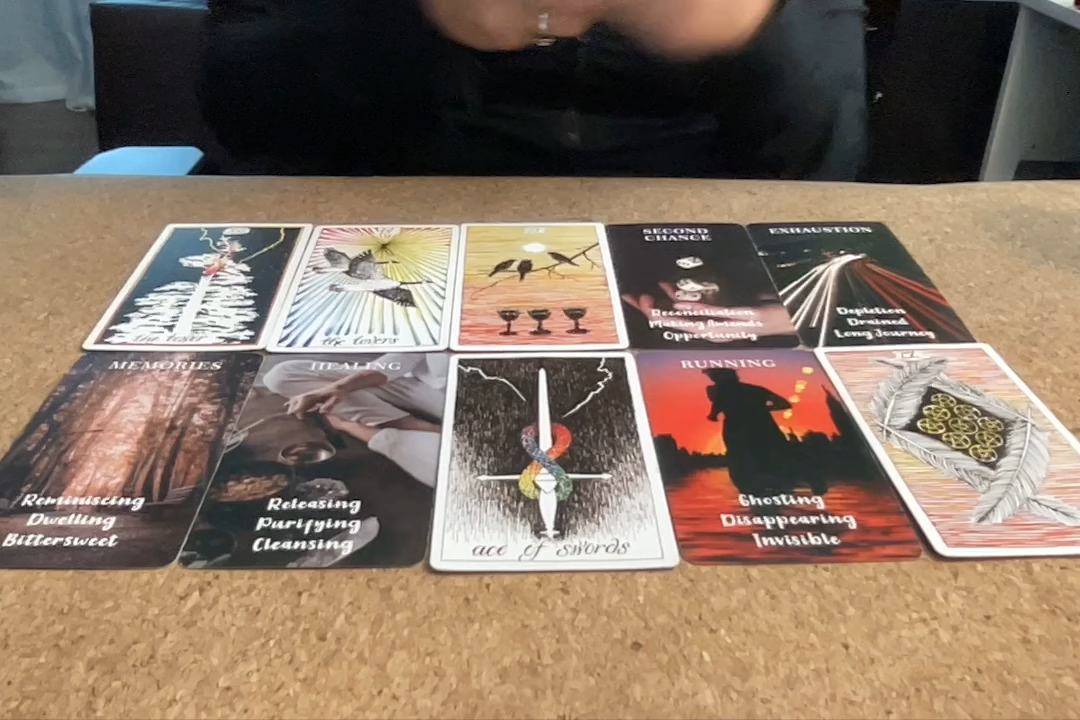 the tower
the lovers
SECOND
CHANGE
Reconciliation
Making Amends
Opportunity
EXHAUSTION
Depletion
Drained
Long Journey
MEMORIES
Reminiscing
Dwelling
Bittersweet
HEALING
Releasing
Purifying
Cleansing
ace of swords
RUNNING
Ghosting
Disappearing
Invisible